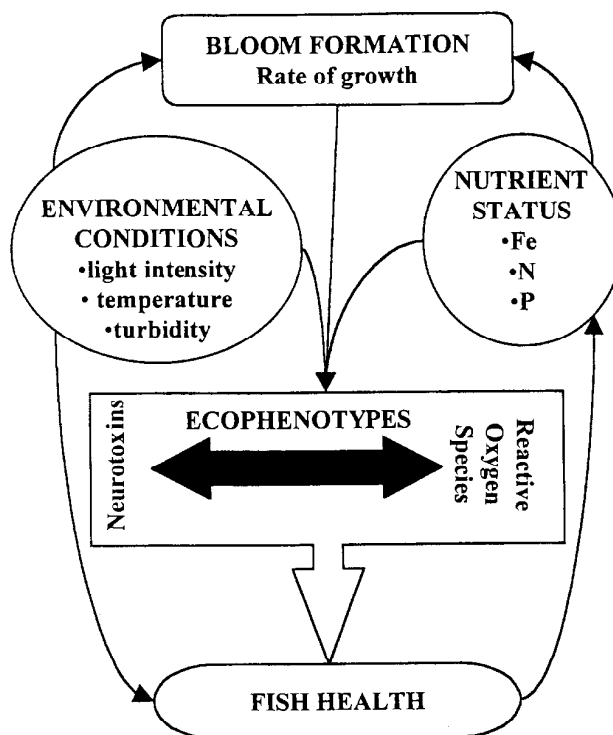 BLOOM FORMATION
Rate of growth
ENVIRONMENTAL
CONDITIONS
•light intensity
• temperature
•turbidity
NUTRIENT
STATUS
•Fe
•N
•P
ECOPHENOTYPES
Neurotoxins
Reactive
Oxygen
Species
FISH HEALTH